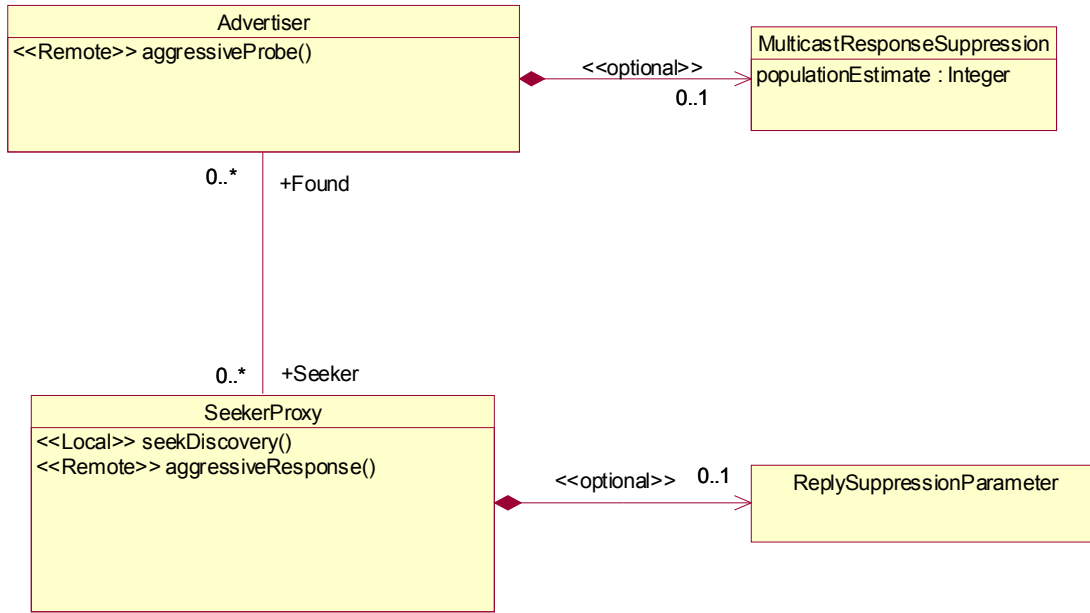 Advertiser
<<Remote>> aggressiveProbe()
<<optional>>
0..1
MulticastResponseSuppression
populationEstimate : Integer
0..*
+Found
0..*
+Seeker
SeekerProxy
<<Local>> seekDiscovery()
<<Remote>> aggressiveResponse()
<<optional>>
0..1
ReplySuppressionParameter